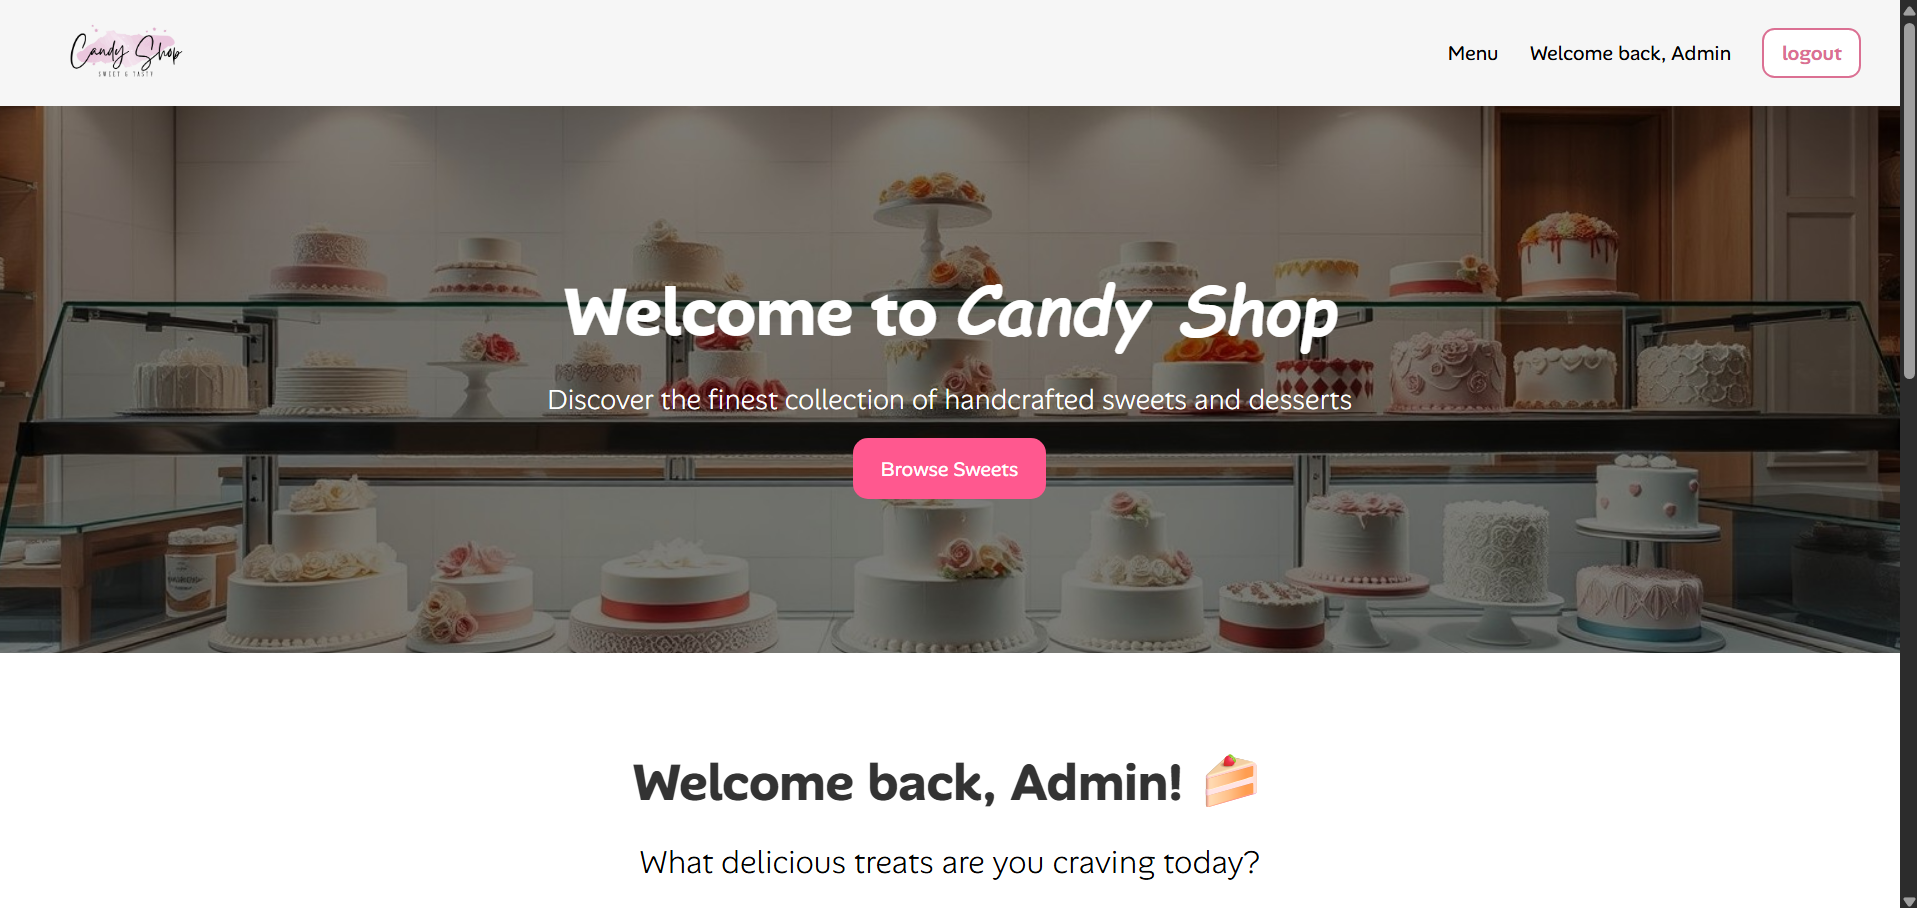 Candy Shop
SWEET & TASTY
Menu
Welcome back, Admin
logout
Welcome to Candy Shop
Discover the finest collection of handcrafted sweets and desserts
Browse Sweets
Welcome back, Admin!
What delicious treats are you craving today?